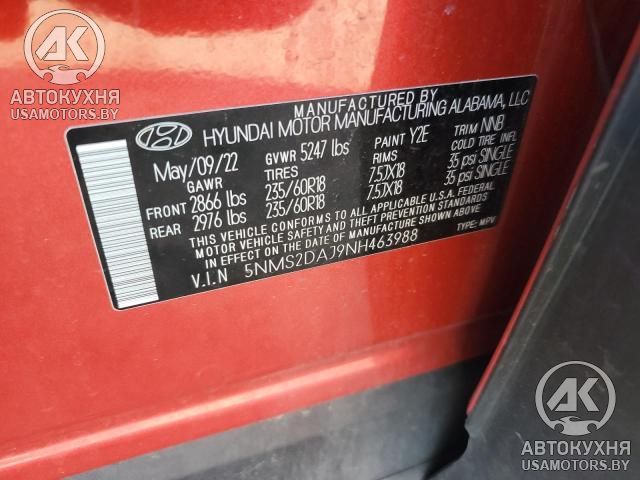 AK
АВТОКУХНЯ
USAMOTORS.BY
MANUFACTURED BY
HYUNDAI MOTOR MANUFACTURING ALABAMA, LLC
May/09/22 GVWR 5247 lbs PAINT Y2E TRIM NNB
GAWR TIRES RIMS COLD TIRE INFL
FRONT 2866 lbs 235/60R18 7.5JX18 35 psi SINGLE
REAR 2976 lbs 235/60R18 7.5JX18 35 psi SINGLE
THIS VEHICLE CONFORMS TO ALL APPLICABLE U.S.A. FEDERAL
MOTOR VEHICLE SAFETY AND THEFT PREVENTION STANDARDS
IN EFFECT ON THE DATE OF MANUFACTURE SHOWN ABOVE.
V.I.N 5NMS2DAJ9NH463988 TYPE: MPV
AK
АВТОКУХНЯ
USAMOTORS.BY